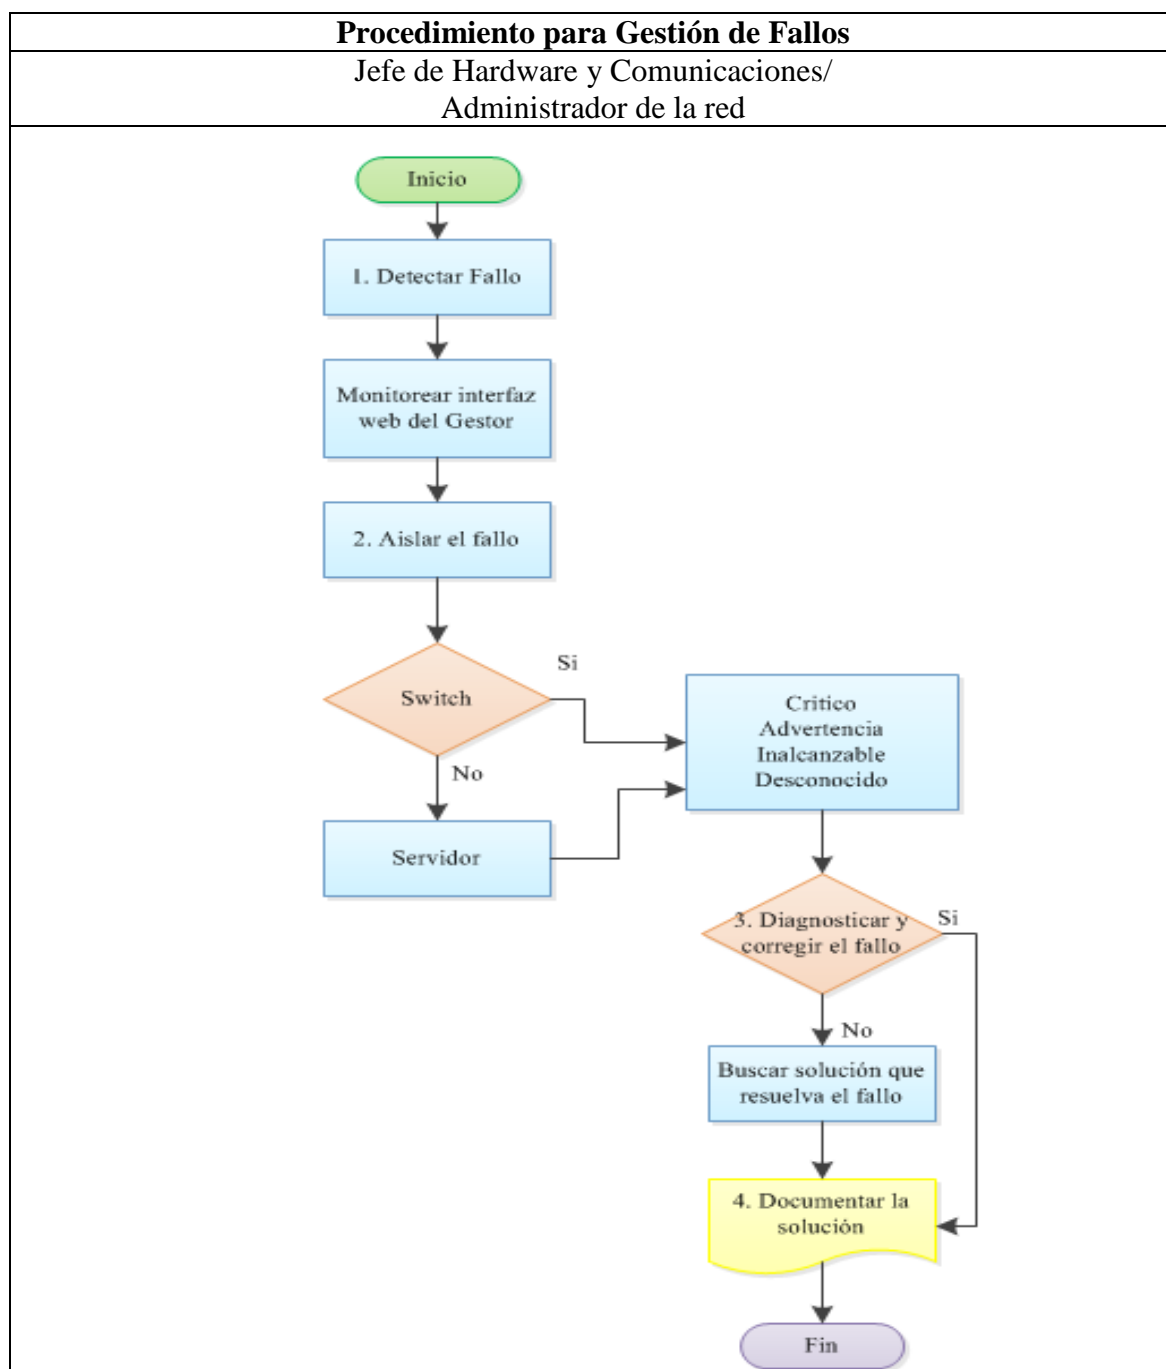 Procedimiento para Gestión de Fallos
Jefe de Hardware y Comunicaciones/
Administrador de la red
Inicio
1. Detectar Fallo
Monitorear interfaz
web del Gestor
2. Aislar el fallo
Switch
Si
No
Servidor
Critico
Advertencia
Inalcanzable
Desconocido
3. Diagnosticar y
corregir el fallo
Si
No
Buscar solución que
resuelva el fallo
4. Documentar la
solución
Fin